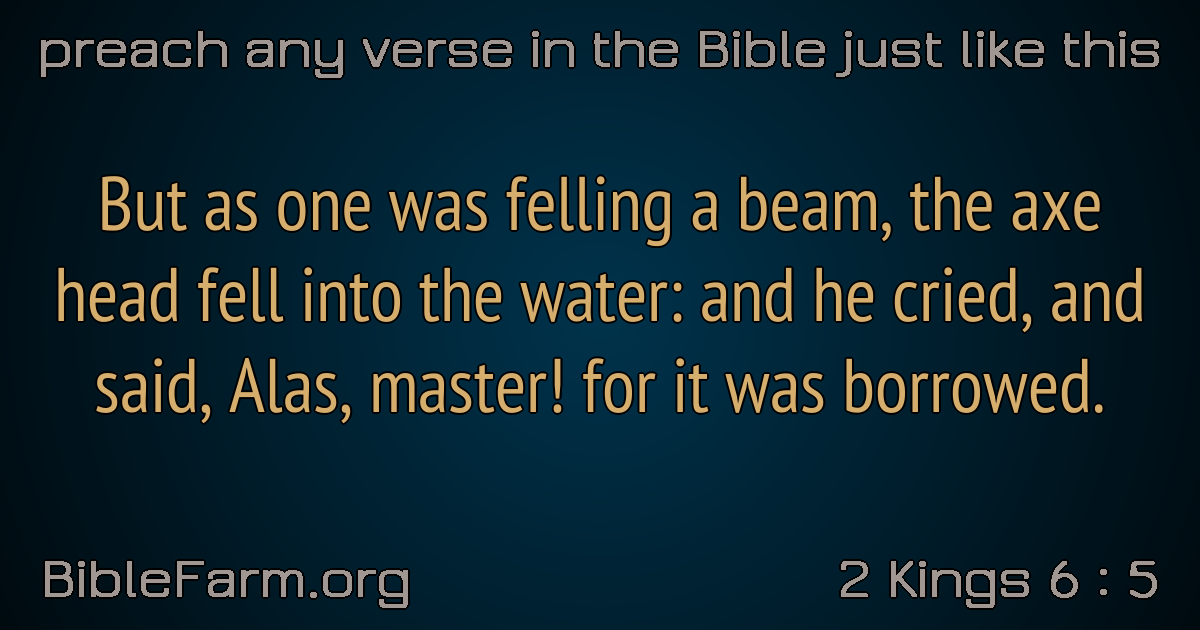 preach any verse in the Bible just like this
But as one was felling a beam, the axe
head fell into the water: and he cried, and
said, Alas, master! for it was borrowed.
BibleFarm.org
2 Kings 6 : 5